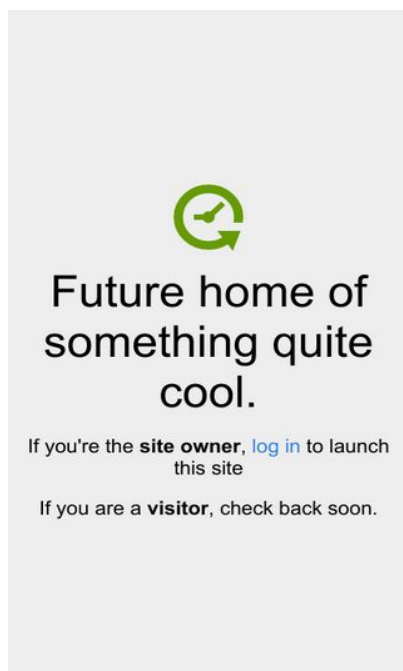 Future home of
something quite
cool.
If you're the site owner, log in to launch
this site
If you are a visitor, check back soon.